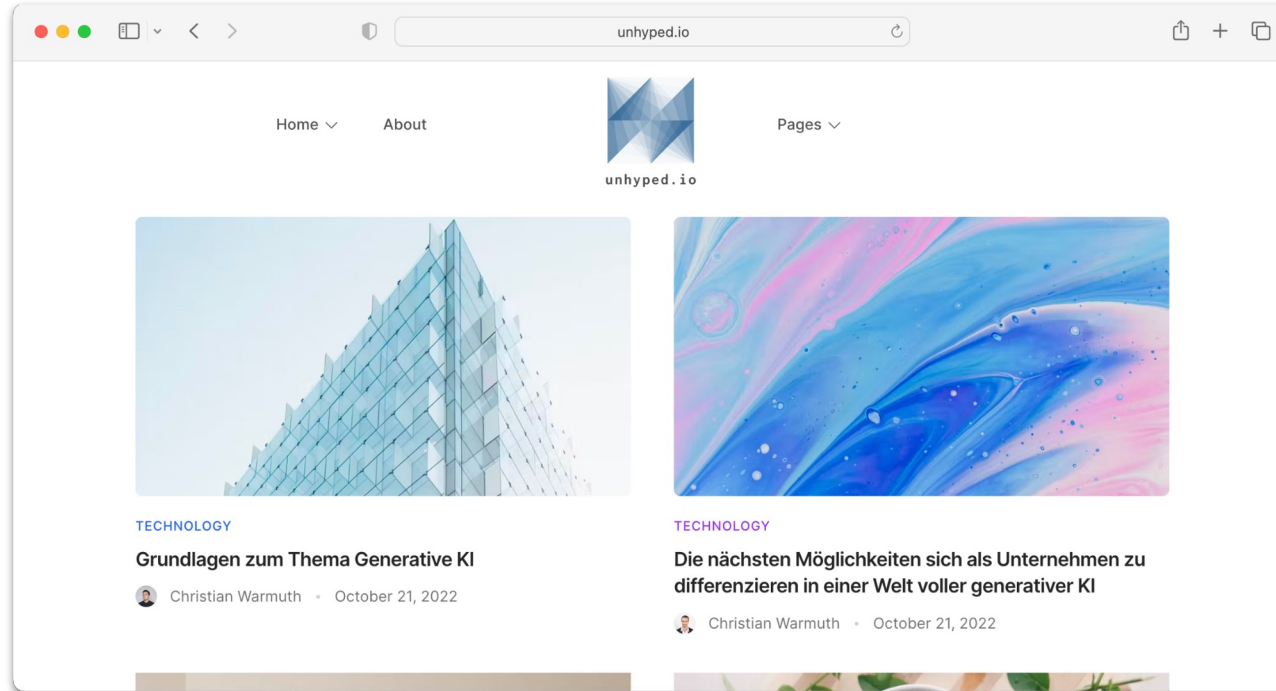 unhyped.io
Home
About
Pages
unhyped.io
TECHNOLOGY
Grundlagen zum Thema Generative KI
Christian Warmuth • October 21, 2022
TECHNOLOGY
Die nächsten Möglichkeiten sich als Unternehmen zu
differenzieren in einer Welt voller generativer KI
Christian Warmuth • October 21, 2022